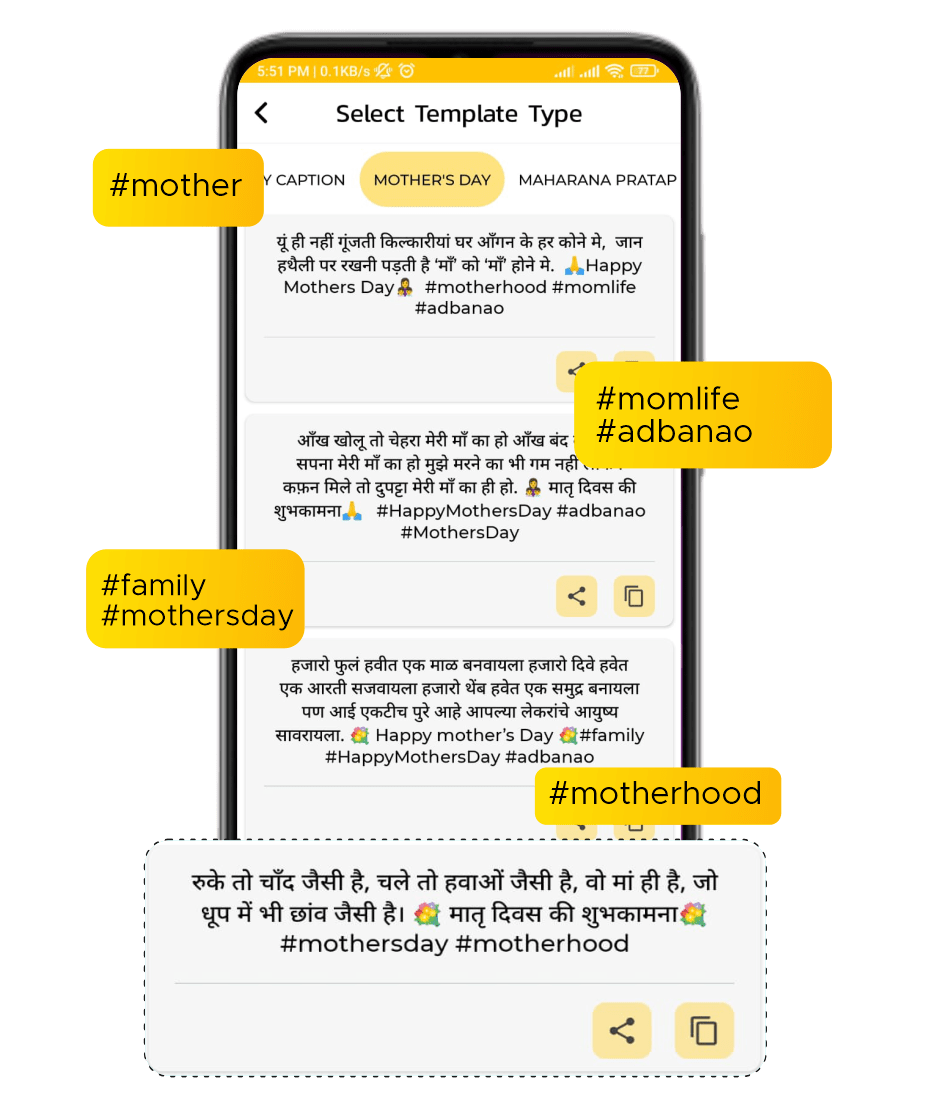 5:51 PM | 0.1KB/s
77
Select Template Type
Y CAPTION
MOTHER'S DAY
MAHARANA PRATAP
#mother
यूं ही नहीं गूंजती किल्कारीयां घर आँगन के हर कोने मे, जान
हथैली पर रखनी पड़ती है ‘माँ’ को ‘माँ’ होने मे. 🙏Happy
Mothers Day👩‍👧 #motherhood #momlife
#adbanao
#momlife
#adbanao
आँख खोलू तो चेहरा मेरी माँ का हो आँख बंद
सपना मेरी माँ का हो मुझे मरने का भी गम नही
कफ़न मिले तो दुपट्टा मेरी माँ का ही हो. 👩‍👧 मातृ दिवस की
शुभकामना🙏 #HappyMothersDay #adbanao
#MothersDay
#family
#mothersday
हजारो फुलं हवीत एक माळ बनवायला हजारो दिवे हवेत
एक आरती सजवायला हजारो थेंब हवेत एक समुद्र बनायला
पण आई एकटीच पुरे आहे आपल्या लेकरांचे आयुष्य
सावरायला. 💐 Happy mother’s Day 💐#family
#HappyMothersDay #adbanao
#motherhood
रुके तो चाँद जैसी है, चले तो हवाओं जैसी है, वो मां ही है, जो
धूप में भी छांव जैसी है। 💐 मातृ दिवस की शुभकामना💐
#mothersday #motherhood